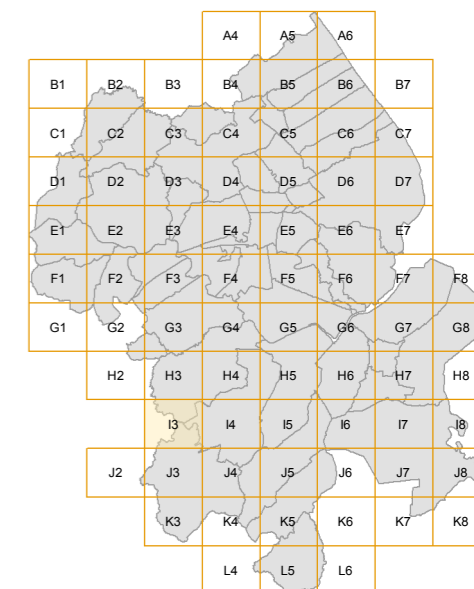 A4 A5 A6
B1 B2 B3 B4 B5 B6 B7
C1 C2 C3 C4 C5 C6 C7
D1 D2 D3 D4 D5 D6 D7
E1 E2 E3 E4 E5 E6 E7
F1 F2 F3 F4 F5 F6 F7 F8
G1 G2 G3 G4 G5 G6 G7 G8
H2 H3 H4 H5 H6 H7 H8
I3 I4 I5 I6 I7 I8
J2 J3 J4 J5 J6 J7 J8
K3 K4 K5 K6 K7 K8
L4 L5 L6